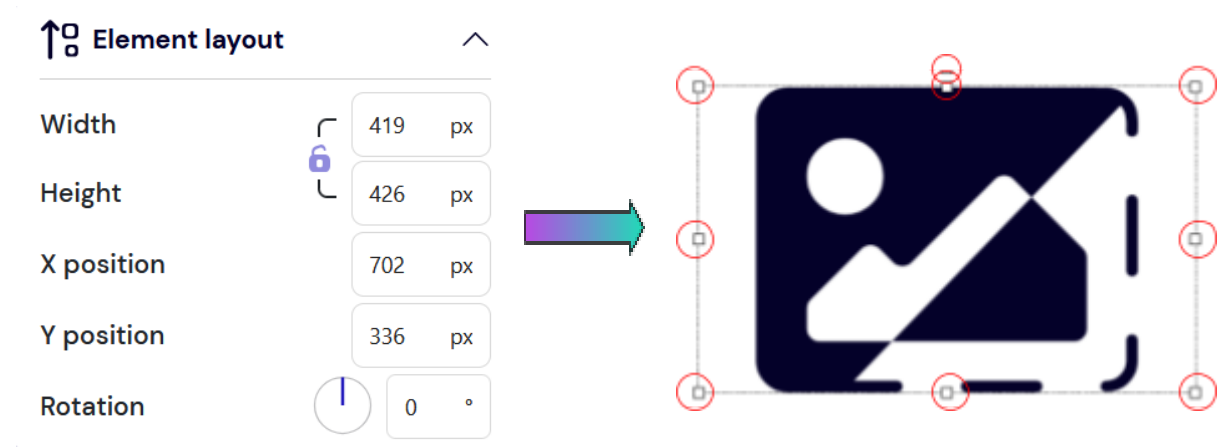 Element layout
Width 419 px
Height 426 px
X position 702 px
Y position 336 px
Rotation 0 °